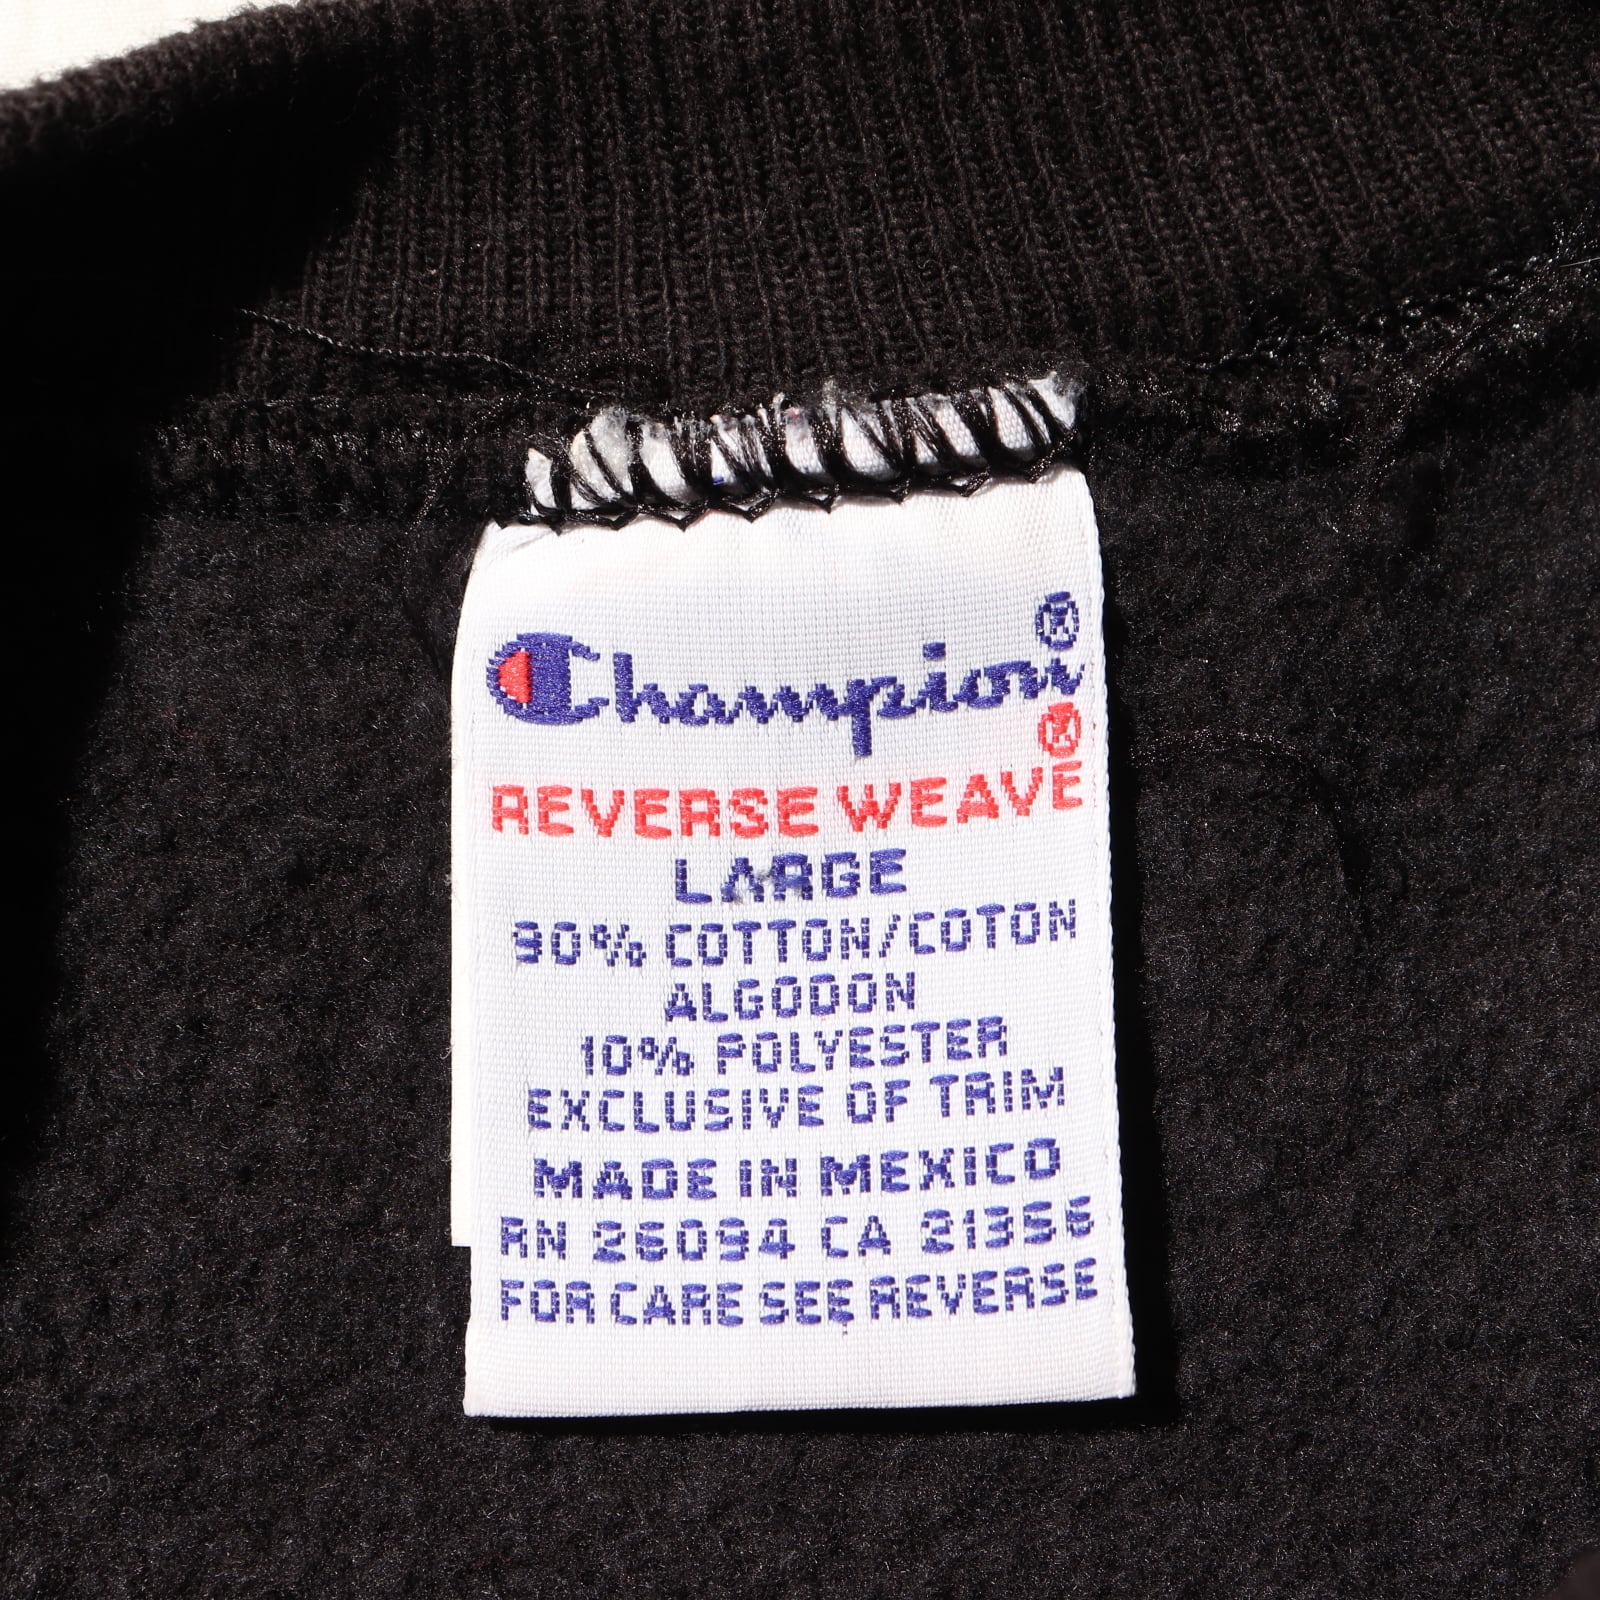 Champion®
®
REVERSE WEAVE
LARGE
90% COTTON/COTON
ALGODON
10% POLYESTER
EXCLUSIVE OF TRIM
MADE IN MEXICO
RN 26094 CA 21356
FOR CARE SEE REVERSE